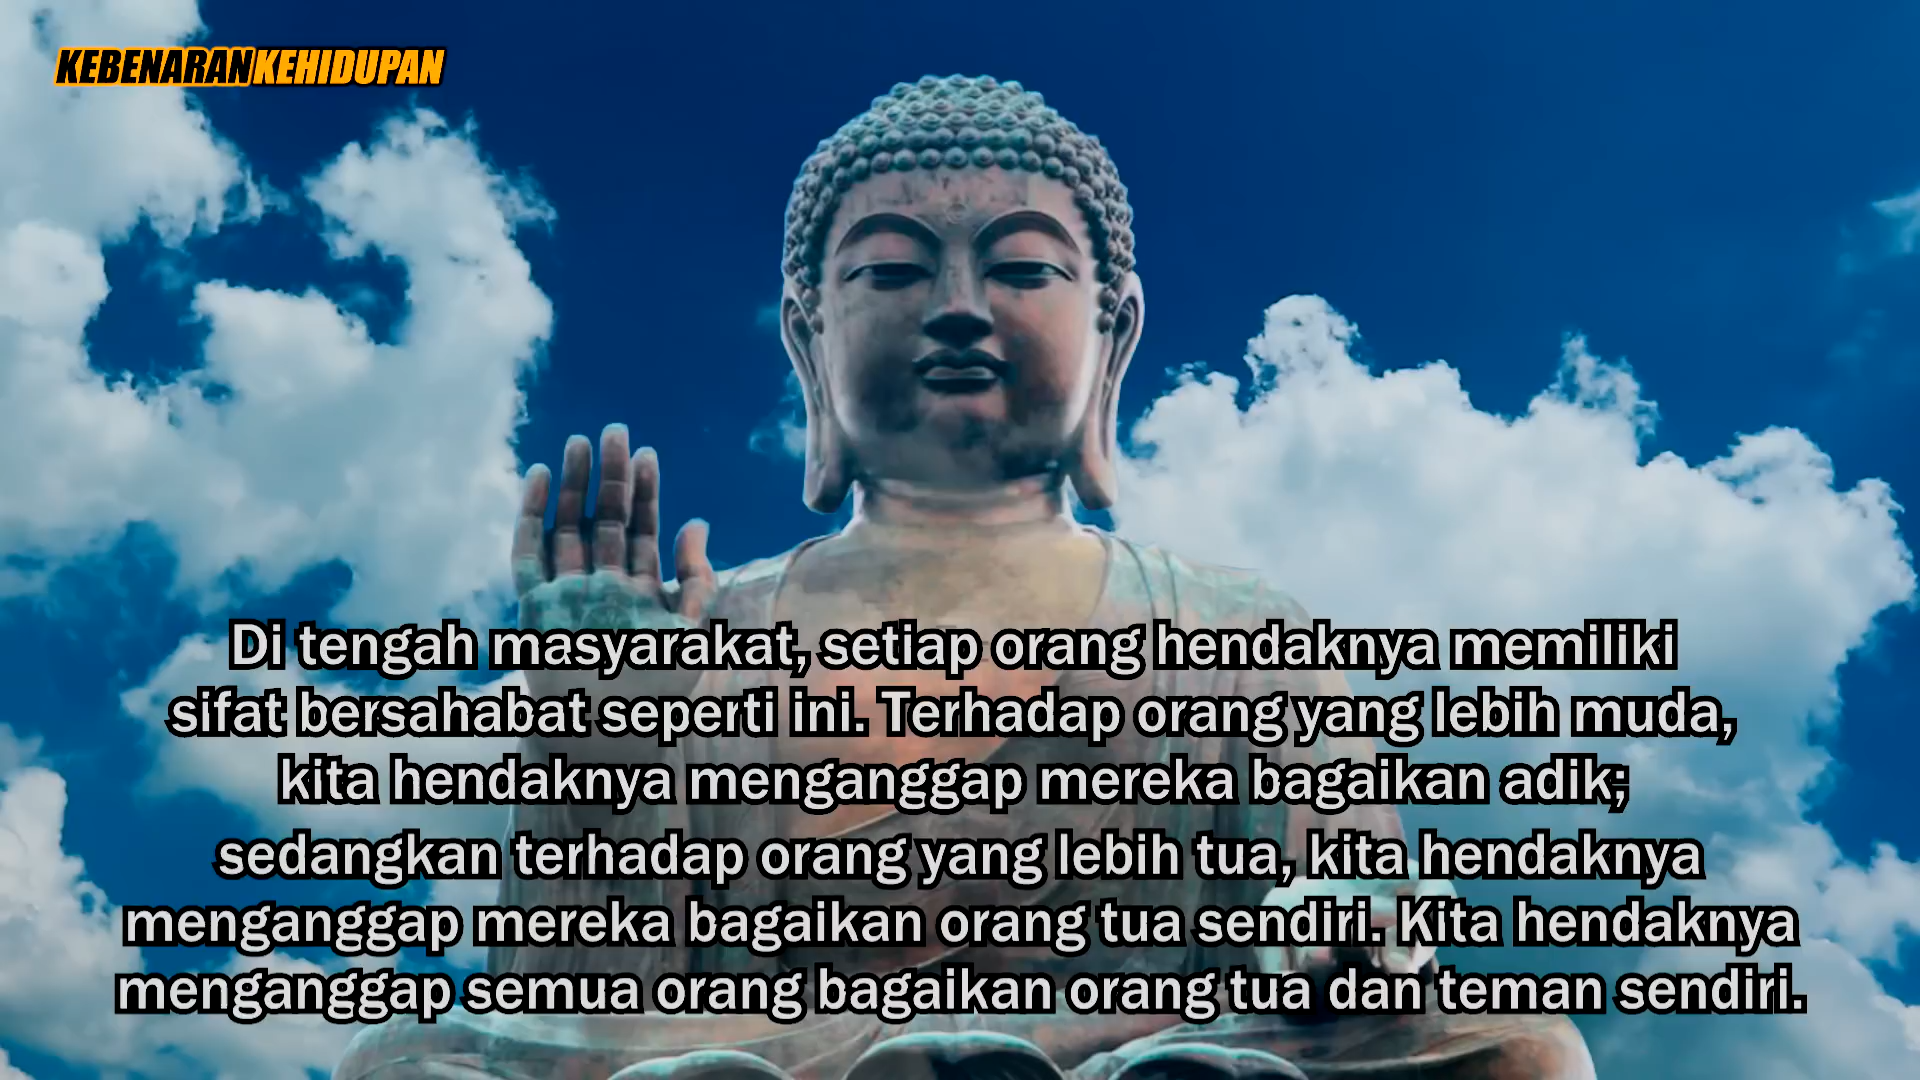 KEBENARANKEHIDUPAN
Di tengah masyarakat, setiap orang hendaknya memiliki
sifat bersahabat seperti ini. Terhadap orang yang lebih muda,
kita hendaknya menganggap mereka bagaikan adik;
sedangkan terhadap orang yang lebih tua, kita hendaknya
menganggap mereka bagaikan orang tua sendiri. Kita hendaknya
menganggap semua orang bagaikan orang tua dan teman sendiri.